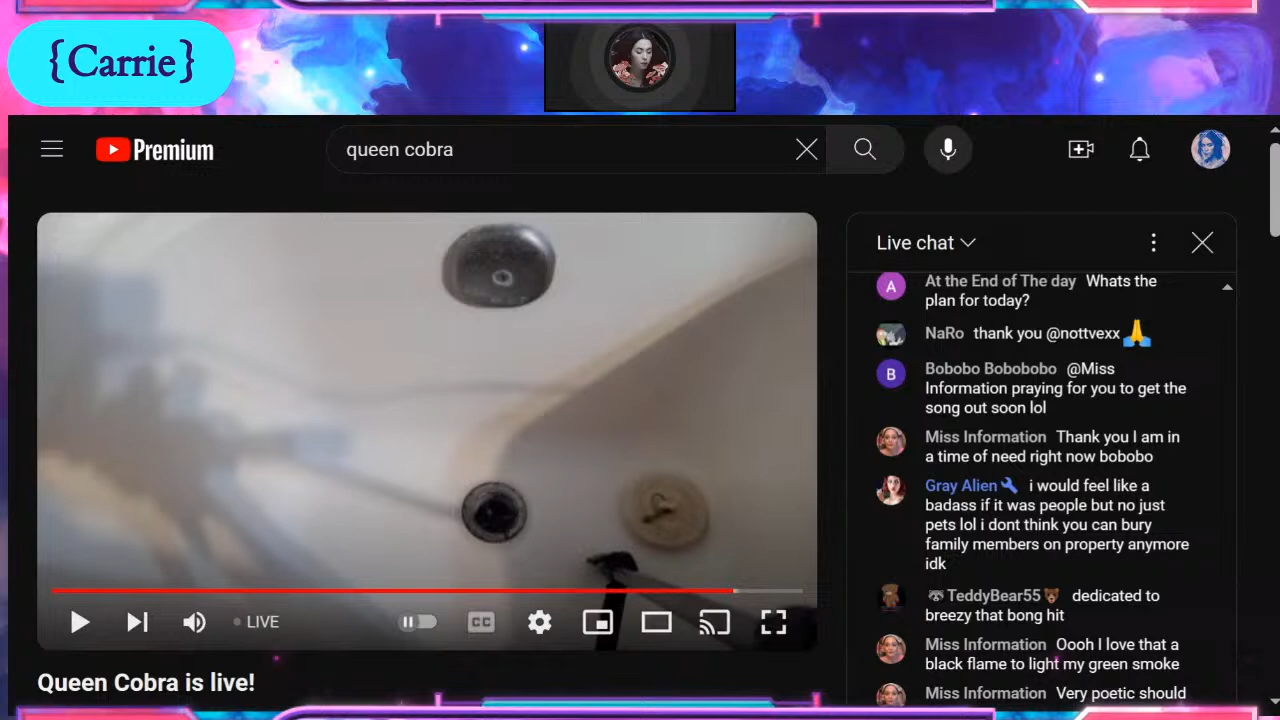 {Carrie}
Premium
queen cobra
Live chat
At the End of The day Whats the
plan for today?
NaRo thank you @nottvexx
Bobobo Bobobobo @Miss
Information praying for you to get the
song out soon lol
Miss Information Thank you I am in
a time of need right now bobobo
Gray Alien i would feel like a
badass if it was people but no just
pets lol i dont think you can bury
family members on property anymore
idk
TeddyBear55 dedicated to
breezy that bong hit
Miss Information Oooh I love that a
black flame to light my green smoke
Miss Information Very poetic should
A
B
LIVE
CC
Queen Cobra is live!